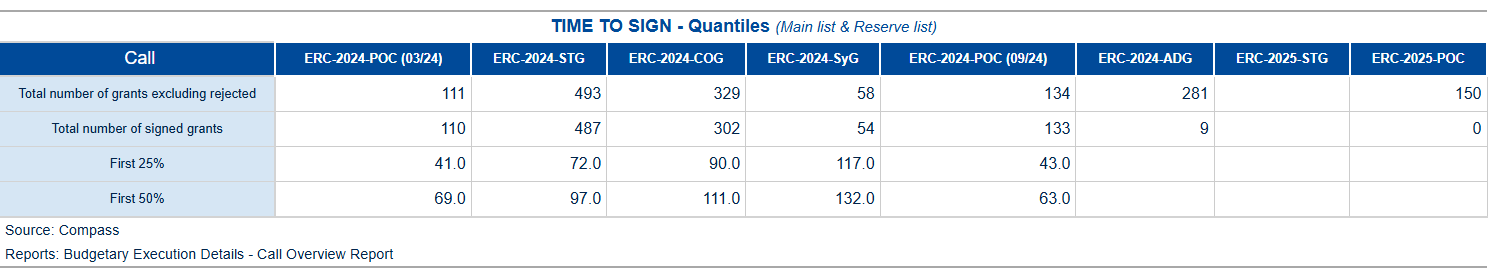 TIME TO SIGN - Quantiles (Main list & Reserve list)
Call ERC-2024-POC (03/24) ERC-2024-STG ERC-2024-COG ERC-2024-SyG ERC-2024-POC (09/24) ERC-2024-ADG ERC-2025-STG ERC-2025-POC
Total number of grants excluding rejected 111 493 329 58 134 281 150
Total number of signed grants 110 487 302 54 133 9 0
First 25% 41.0 72.0 90.0 117.0 43.0
First 50% 69.0 97.0 111.0 132.0 63.0
Source: Compass
Reports: Budgetary Execution Details - Call Overview Report